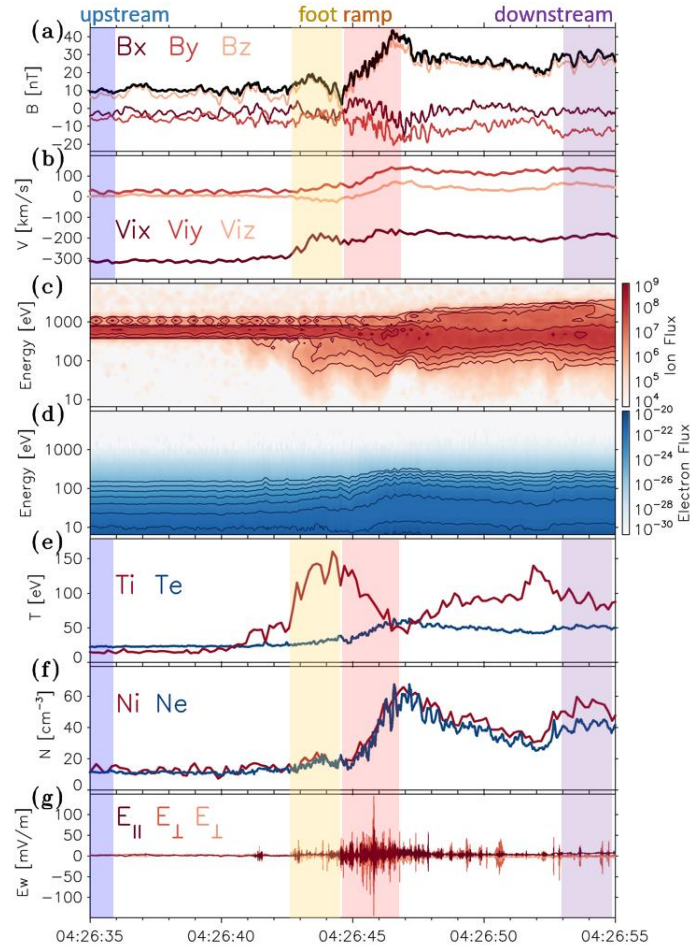 upstream foot ramp downstream
(a) Bx By Bz
B [nT]
40
30
20
10
0
−10
−20
(b)
V [km/s]
100
0
−100
−200
−300
Vix Viy Viz
(c)
Energy [eV]
1000
100
10
10⁹
10⁸
10⁷
10⁶
10⁵
10⁴
Ion Flux
(d)
Energy [eV]
1000
100
10
10⁻²⁰
10⁻²²
10⁻²⁴
10⁻²⁶
10⁻²⁸
10⁻³⁰
Electron Flux
(e)
T [eV]
150
100
50
0
Ti Te
(f)
N [cm⁻³]
60
40
20
0
Ni Ne
(g)
Ew [mV/m]
100
50
0
−50
−100
E|| E⊥ E⊥
04:26:35 04:26:40 04:26:45 04:26:50 04:26:55